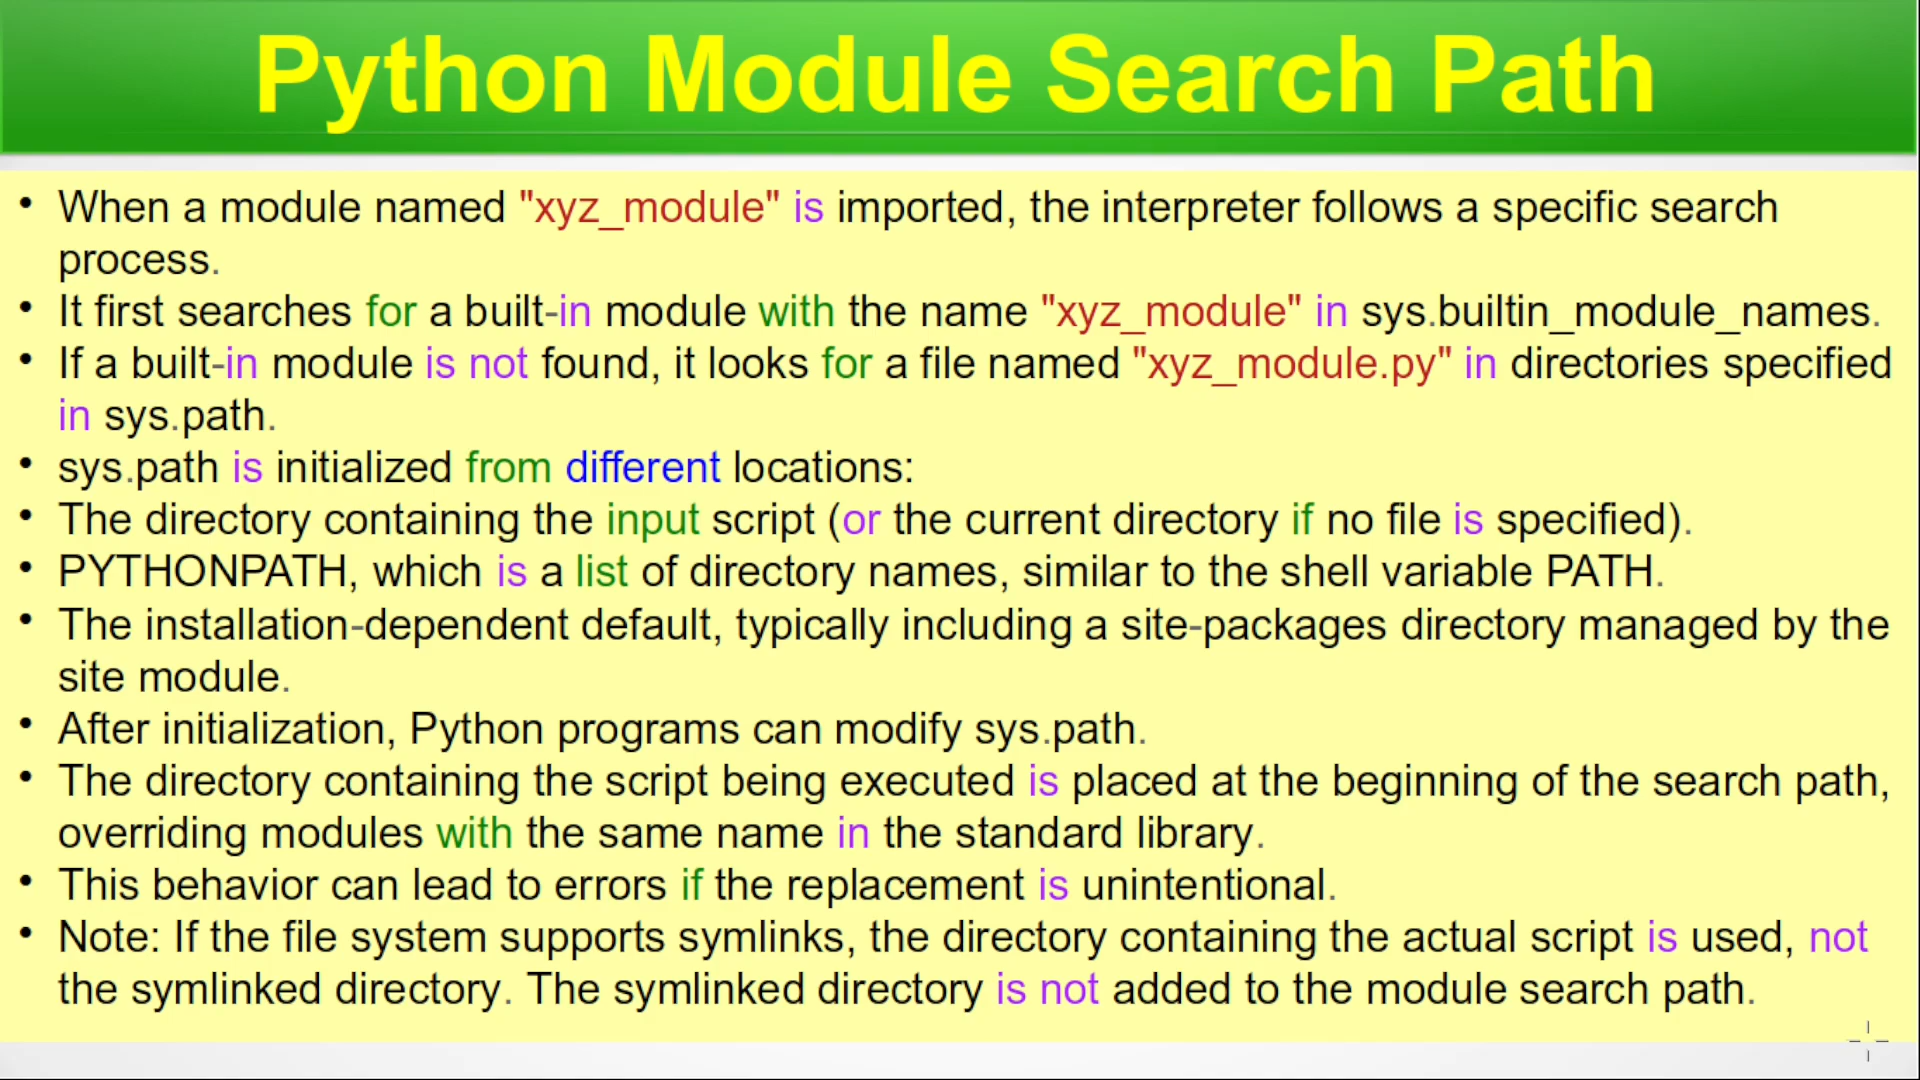 Python Module Search Path
• When a module named "xyz_module" is imported, the interpreter follows a specific search
process.
• It first searches for a built-in module with the name "xyz_module" in sys.builtin_module_names.
• If a built-in module is not found, it looks for a file named "xyz_module.py" in directories specified
in sys.path.
• sys.path is initialized from different locations:
• The directory containing the input script (or the current directory if no file is specified).
• PYTHONPATH, which is a list of directory names, similar to the shell variable PATH.
• The installation-dependent default, typically including a site-packages directory managed by the
site module.
• After initialization, Python programs can modify sys.path.
• The directory containing the script being executed is placed at the beginning of the search path,
overriding modules with the same name in the standard library.
• This behavior can lead to errors if the replacement is unintentional.
• Note: If the file system supports symlinks, the directory containing the actual script is used, not
the symlinked directory. The symlinked directory is not added to the module search path.